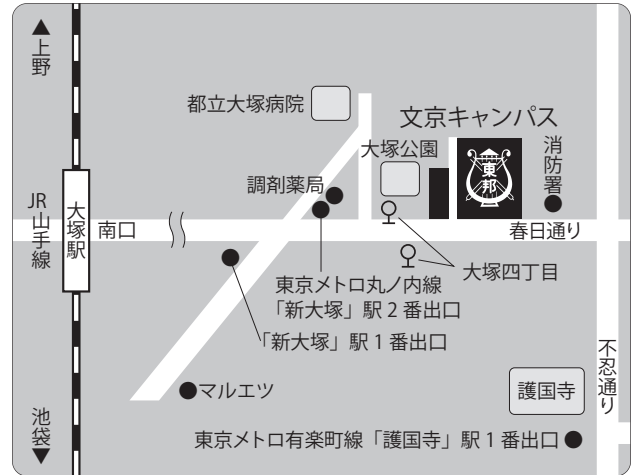 ▲上野
都立大塚病院
文京キャンパス
大塚公園
消防署
東邦
調剤薬局
JR山手線
大塚駅
南口
春日通り
大塚四丁目
東京メトロ丸ノ内線
「新大塚」駅2番出口
「新大塚」駅1番出口
不忍通り
マルエツ
護国寺
池袋▼
東京メトロ有楽町線「護国寺」駅1番出口